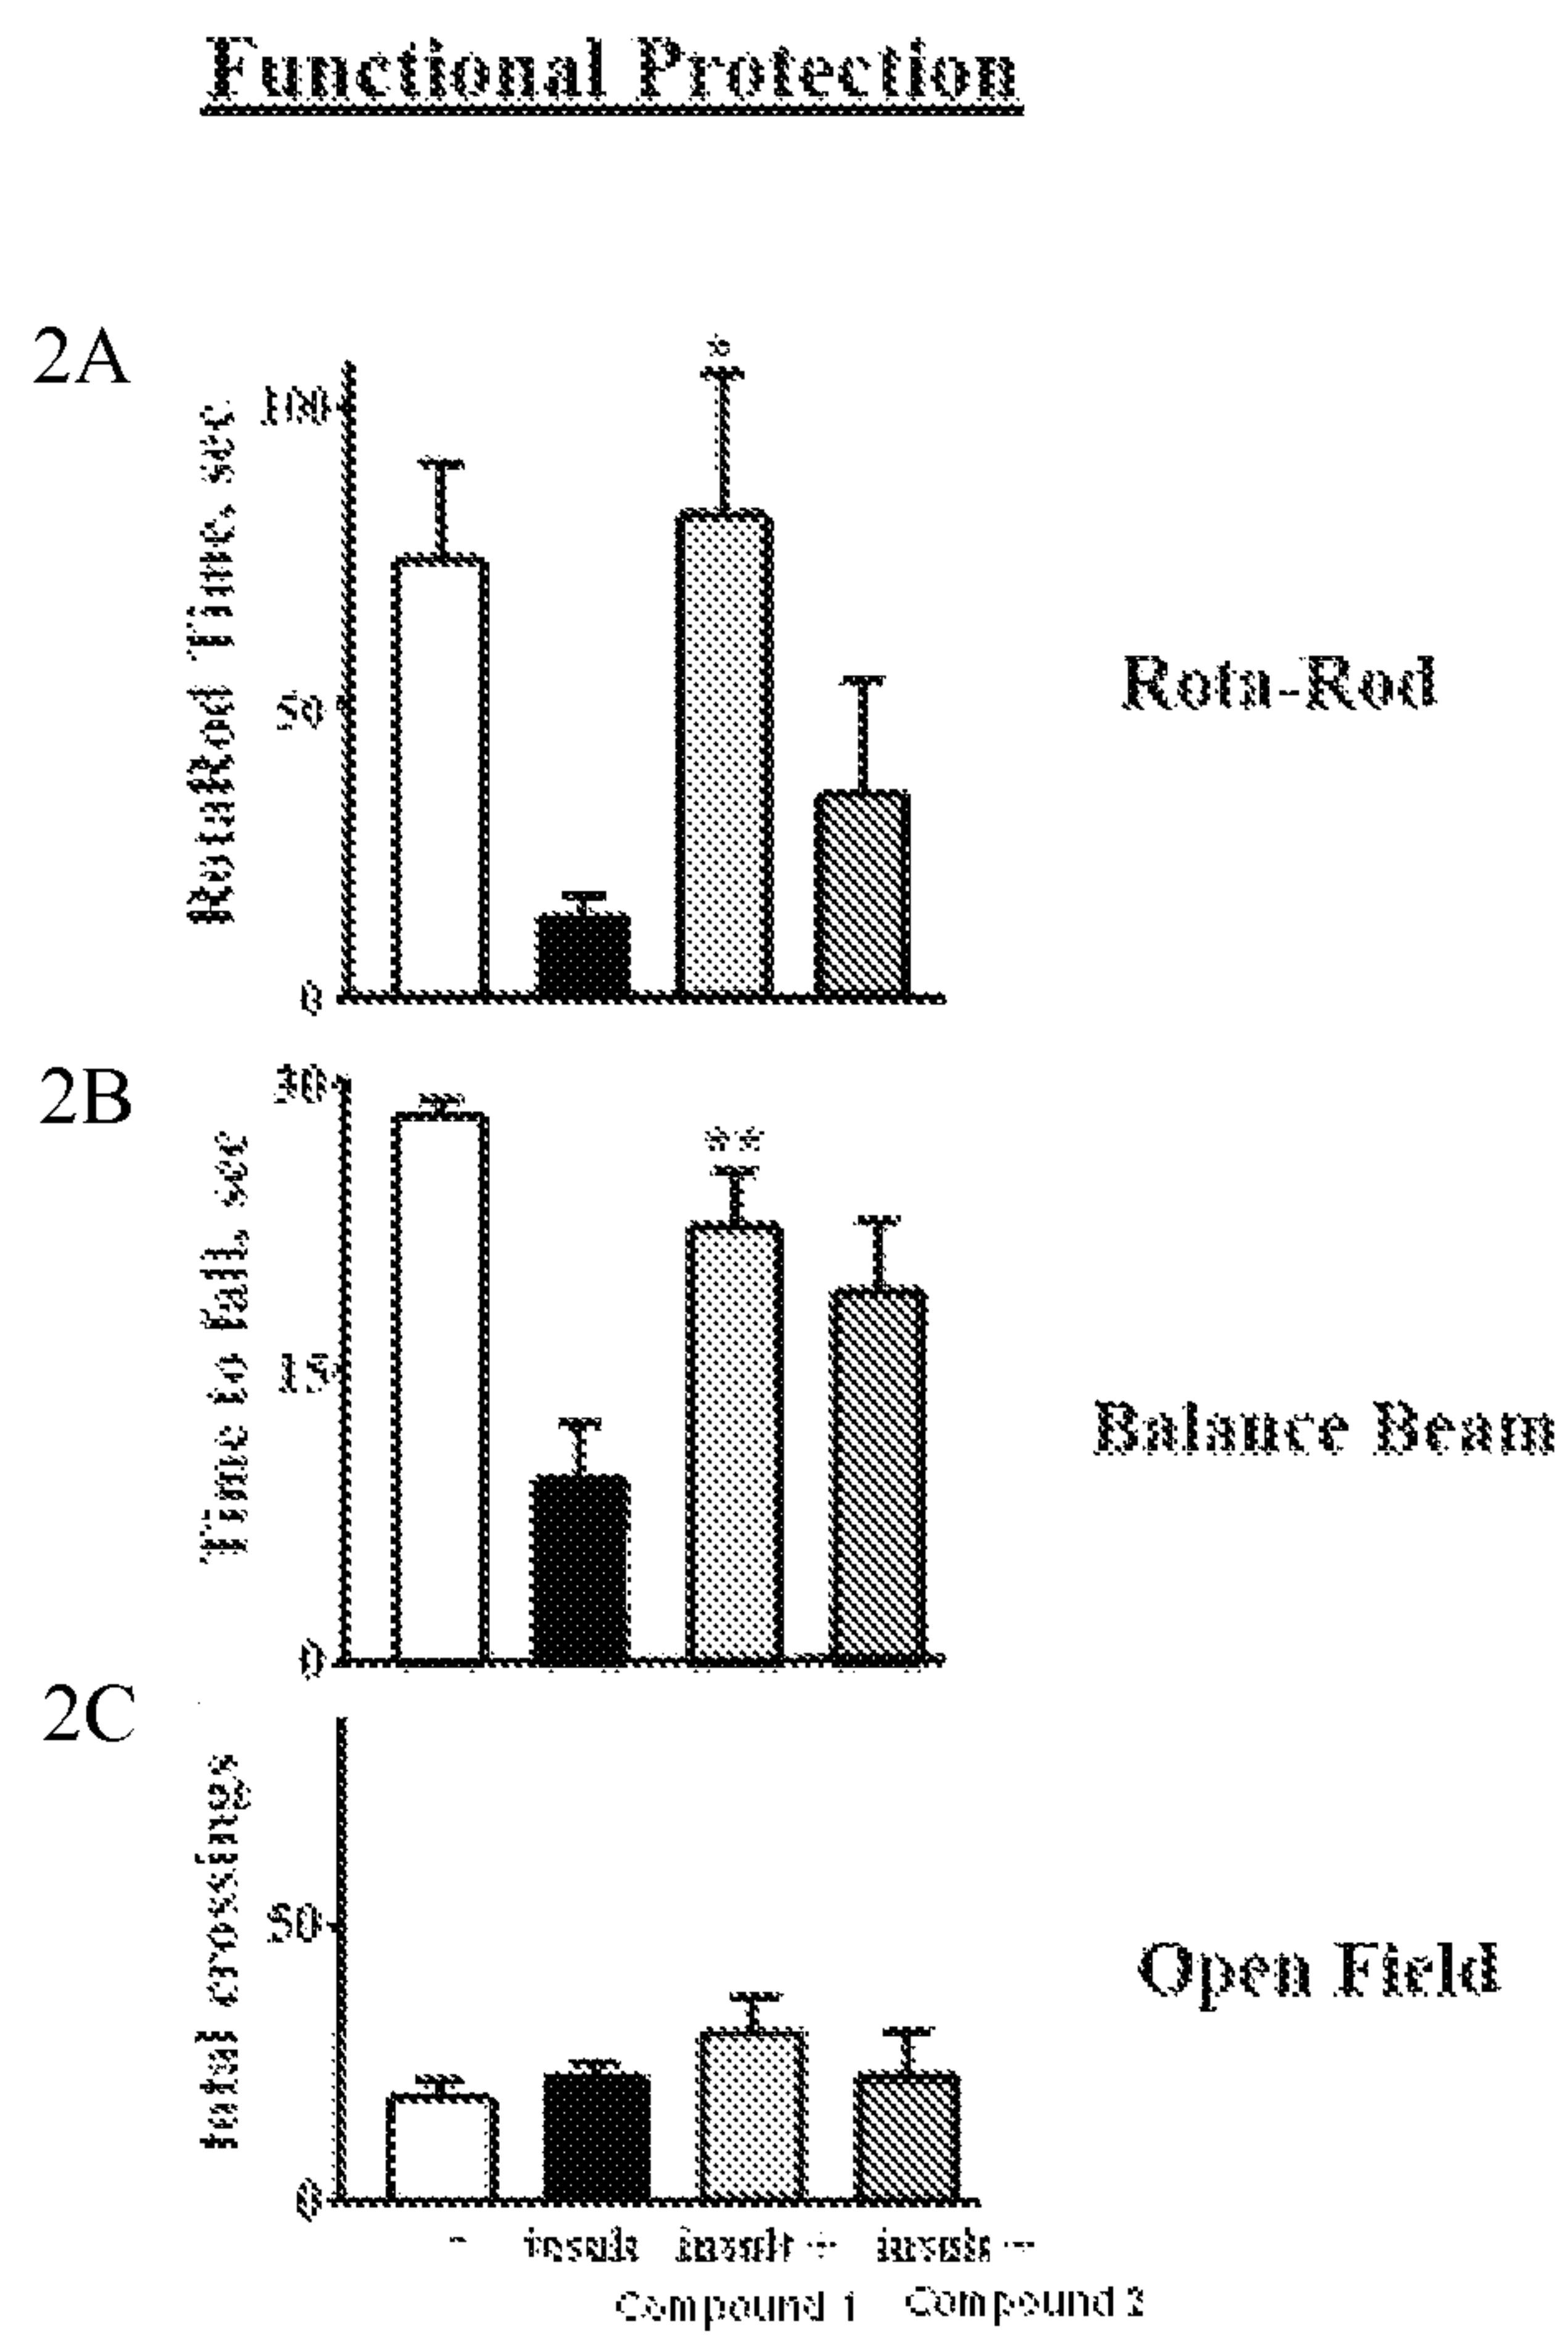 Functional Protection
2A
RotaRod Time, sec
100
50
0
*
Rota-Rod
2B
Time to fall, sec
30
15
0
**
Balance Beam
2C
total crossings
50
0
Open Field
- insult insult + insult +
Compound 1 Compound 2